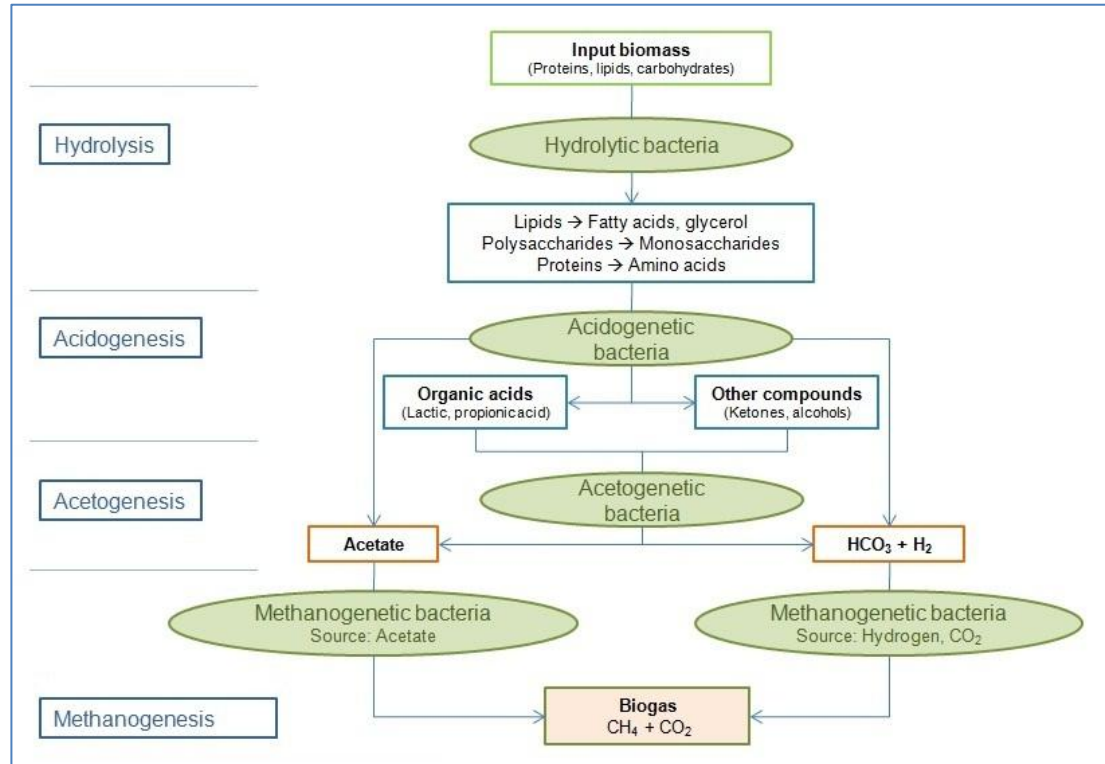 Input biomass
(Proteins, lipids, carbohydrates)
Hydrolysis
Hydrolytic bacteria
Lipids → Fatty acids, glycerol
Polysaccharides → Monosaccharides
Proteins → Amino acids
Acidogenesis
Acidogenetic
bacteria
Organic acids
(Lactic, propionic acid)
Other compounds
(Ketones, alcohols)
Acetogenesis
Acetogenetic
bacteria
Acetate
HCO₃ + H₂
Methanogenetic bacteria
Source: Acetate
Methanogenetic bacteria
Source: Hydrogen, CO₂
Methanogenesis
Biogas
CH₄ + CO₂